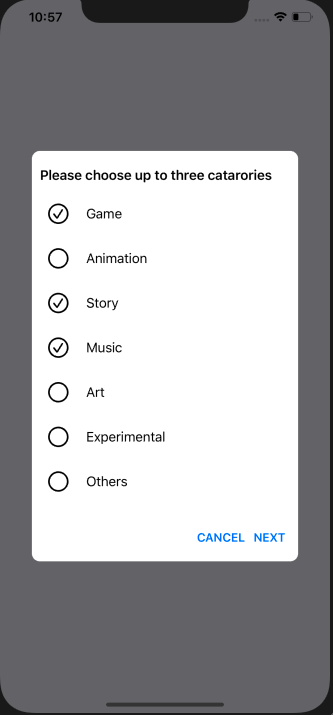 10:57
Please choose up to three catarories
Game
Animation
Story
Music
Art
Experimental
Others
CANCEL NEXT